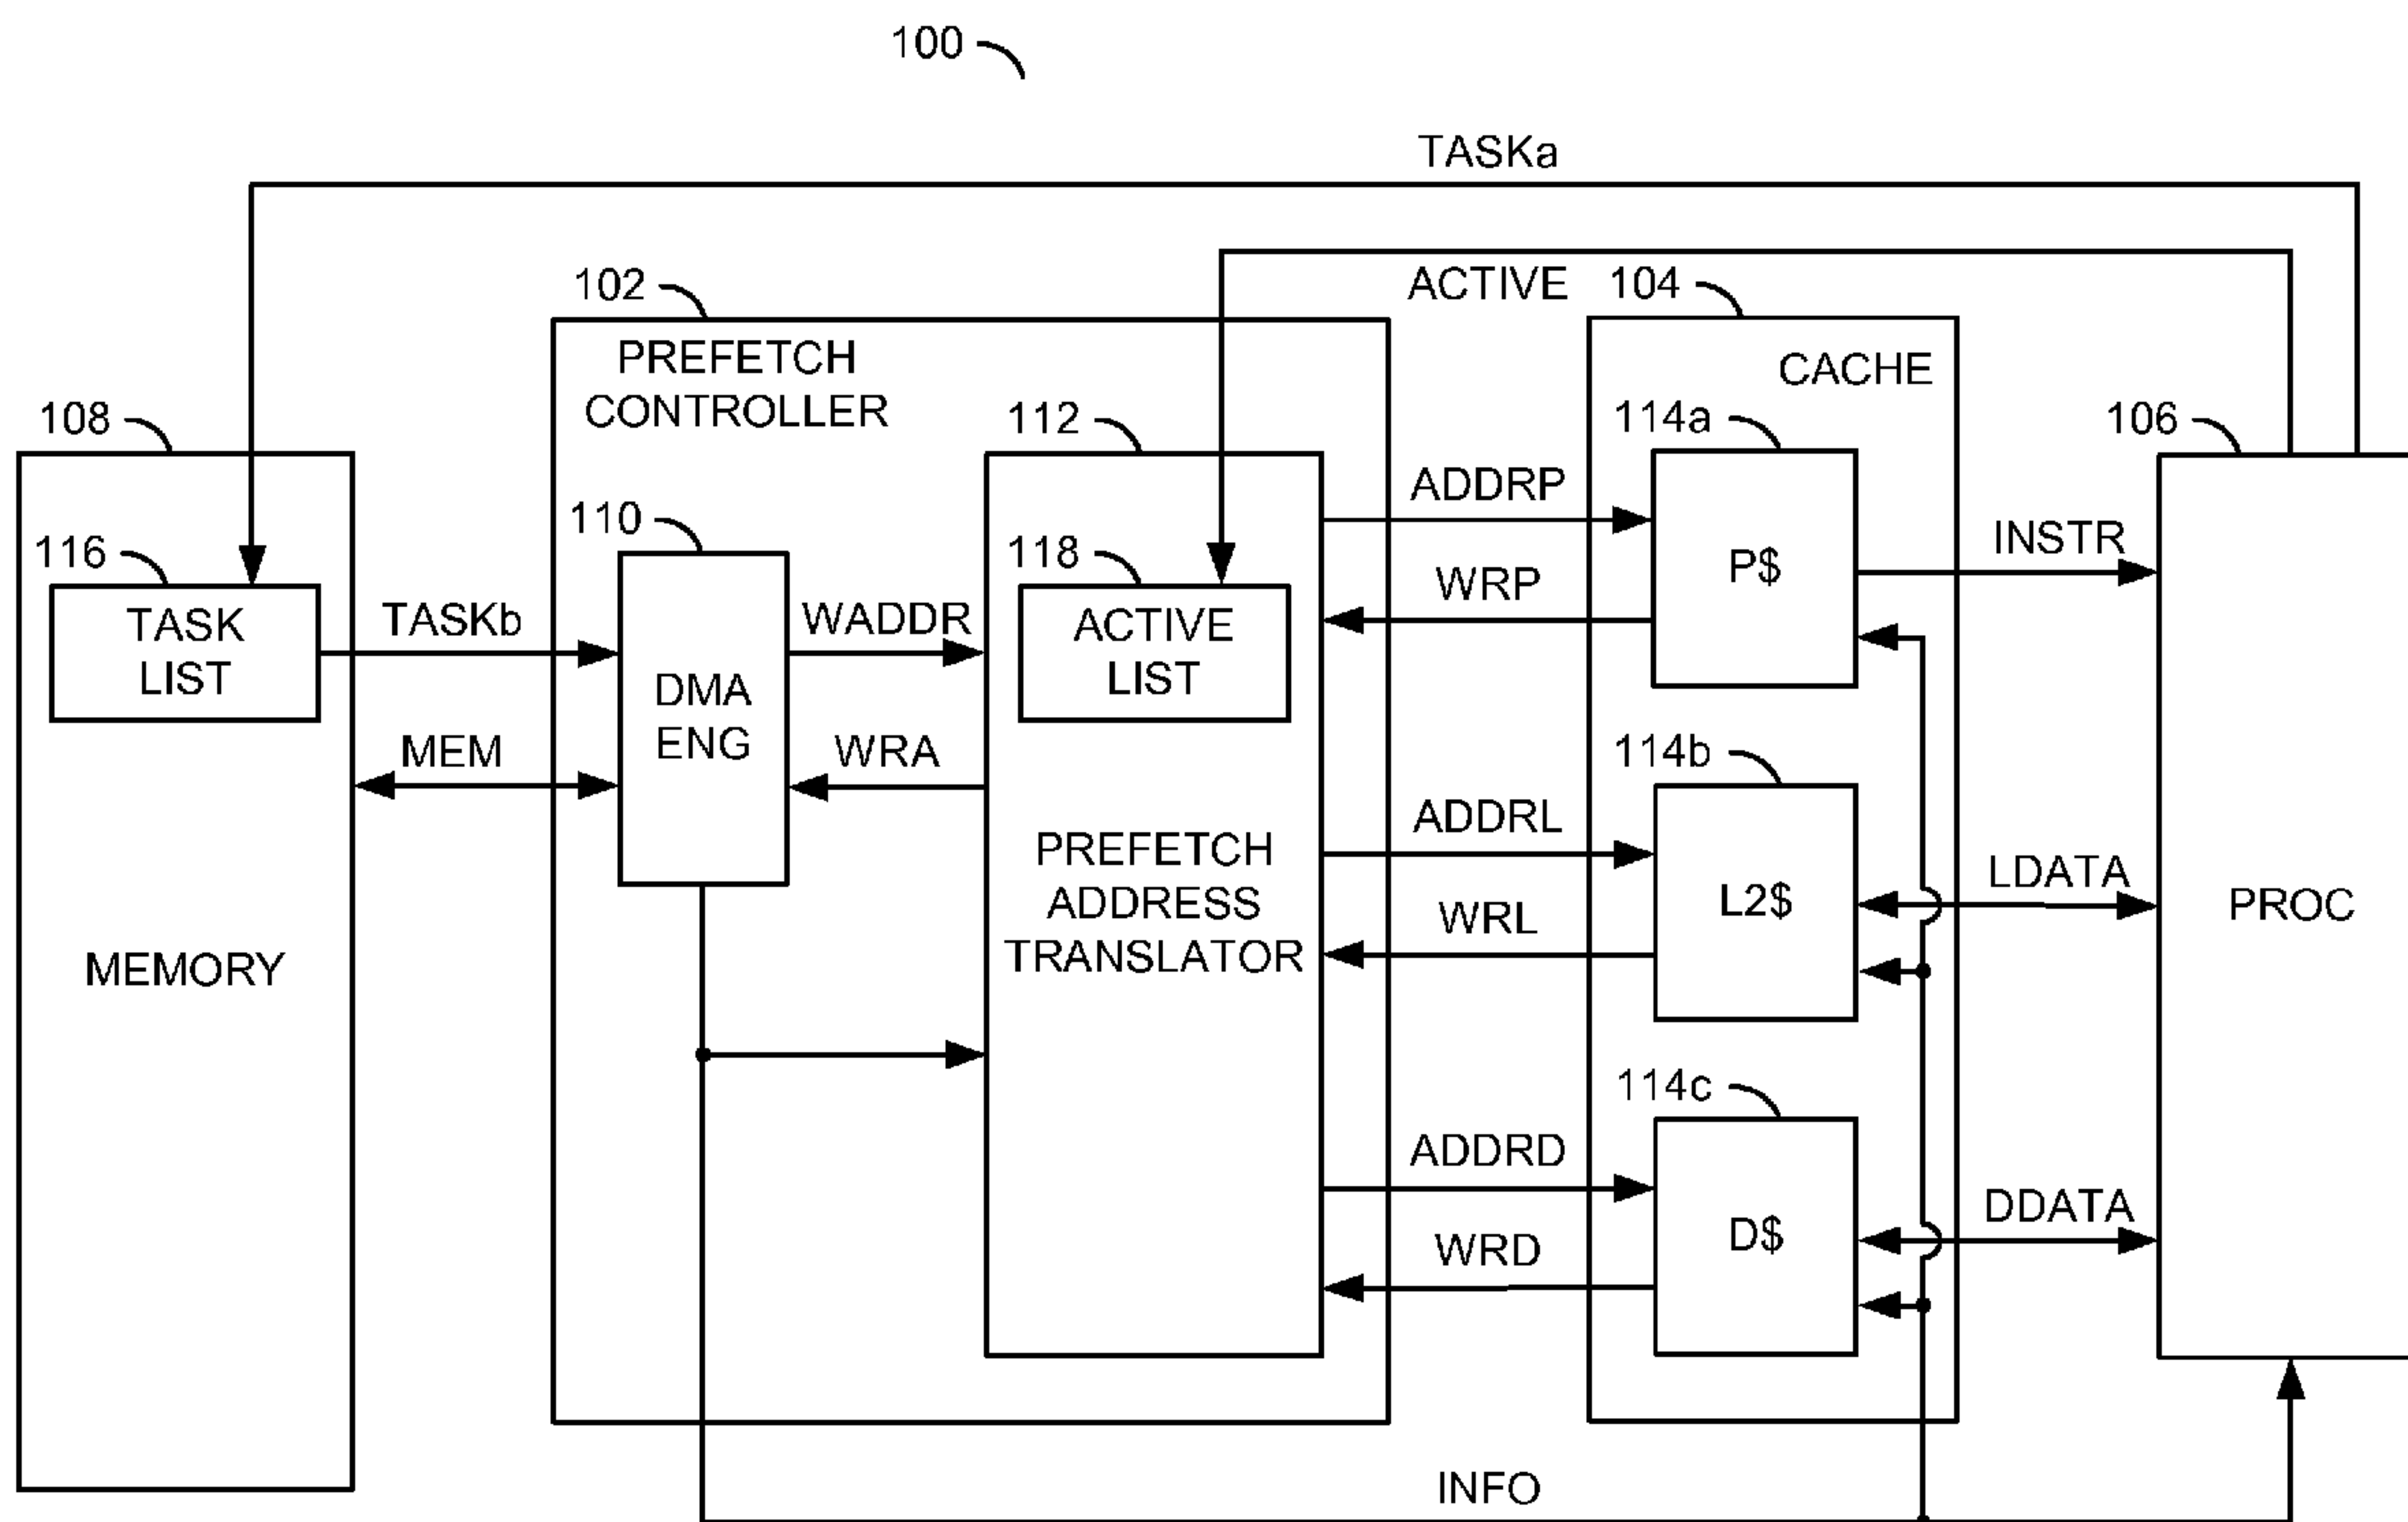 100
TASKa
102
ACTIVE
104
PREFETCH
CONTROLLER
CACHE
108
112
114a
106
ADDRP
110
INSTR
116
118
P$
WRP
TASK
LIST
TASKb
WADDR
ACTIVE
LIST
DMA
ENG
MEM
WRA
114b
ADDRL
PREFETCH
ADDRESS
TRANSLATOR
LDATA
L2$
PROC
WRL
MEMORY
114c
ADDRD
DDATA
D$
WRD
INFO